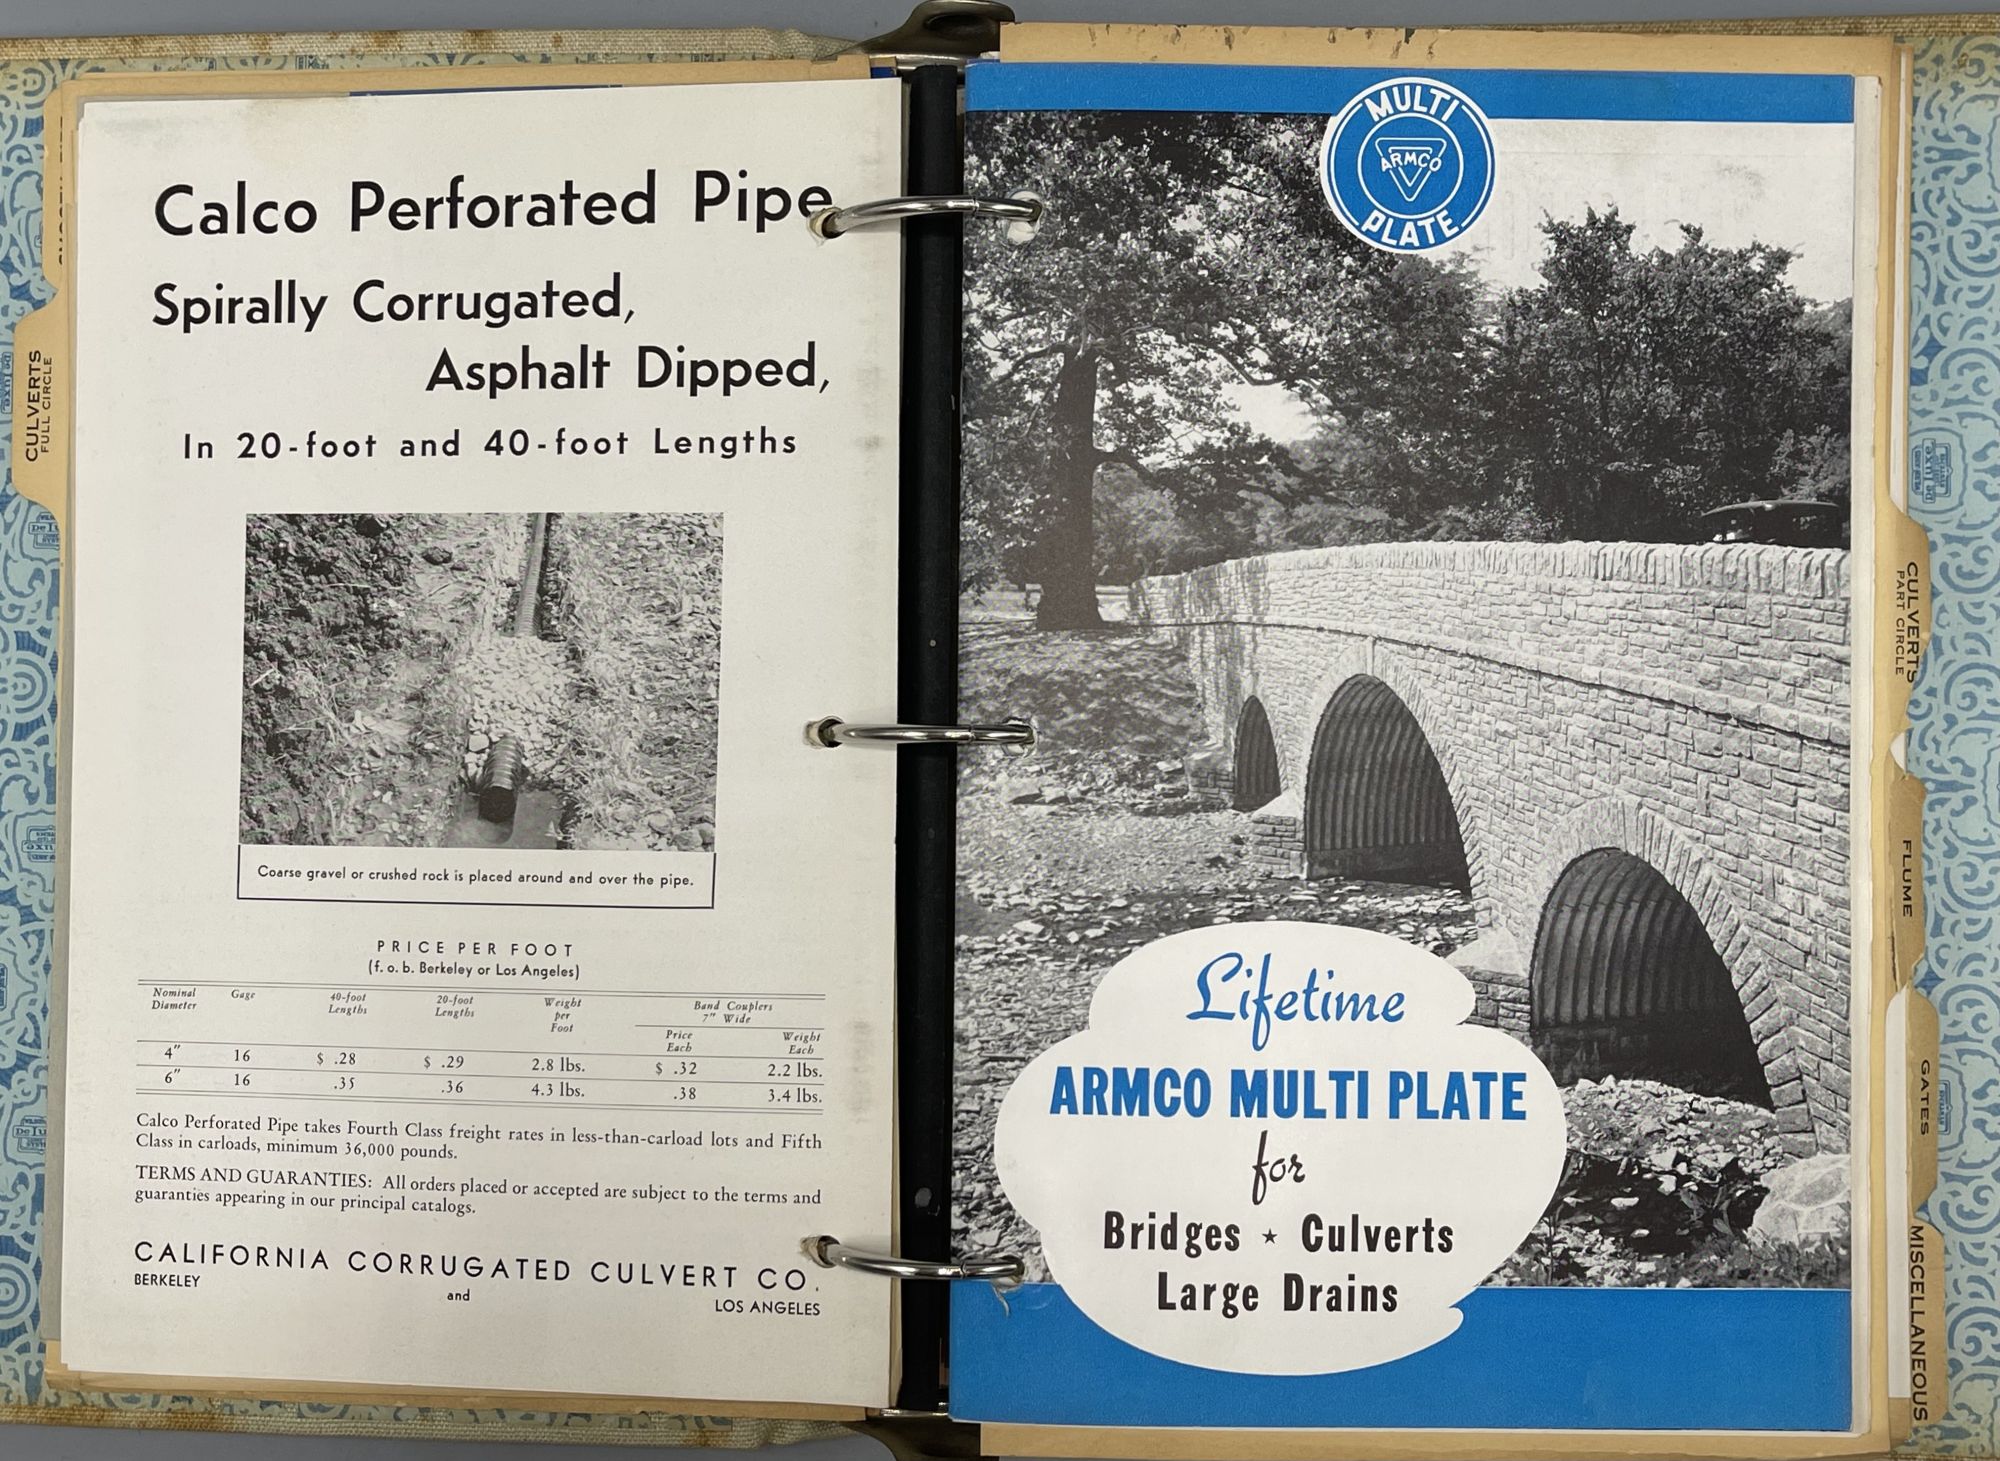 Calco Perforated Pipe
Spirally Corrugated,
Asphalt Dipped,
In 20-foot and 40-foot Lengths
Coarse gravel or crushed rock is placed around and over the pipe.
PRICE PER FOOT
(f. o. b. Berkeley or Los Angeles)
Nominal Diameter Gage 40-foot Lengths 20-foot Lengths Weight per Foot Band Couplers 7" Wide
Price Each Weight Each
4" 16 $ .28 $ .29 2.8 lbs. $ .32 2.2 lbs.
6" 16 .35 .36 4.3 lbs. .38 3.4 lbs.
Calco Perforated Pipe takes Fourth Class freight rates in less-than-carload lots and Fifth
Class in carloads, minimum 36,000 pounds.
TERMS AND GUARANTIES: All orders placed or accepted are subject to the terms and
guaranties appearing in our principal catalogs.
CALIFORNIA CORRUGATED CULVERT CO.
BERKELEY
and
LOS ANGELES
CULVERTS
FULL CIRCLE
MULTI
ARMCO
PLATE
Lifetime
ARMCO MULTI PLATE
for
Bridges ★ Culverts
Large Drains
CULVERTS
PART CIRCLE
FLUME
GATES
MISCELLANEOUS
De Luxe